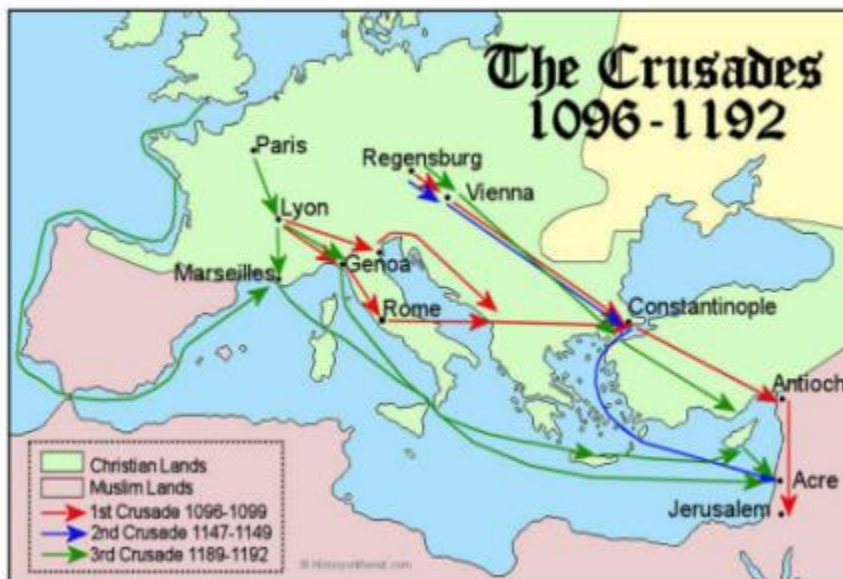 The Crusades
1096-1192
Paris
Regensburg
Vienna
Lyon
Marseilles
Genoa
Rome
Constantinople
Antioch
Acre
Jerusalem
Christian Lands
Muslim Lands
1st Crusade 1096-1099
2nd Crusade 1147-1149
3rd Crusade 1189-1192